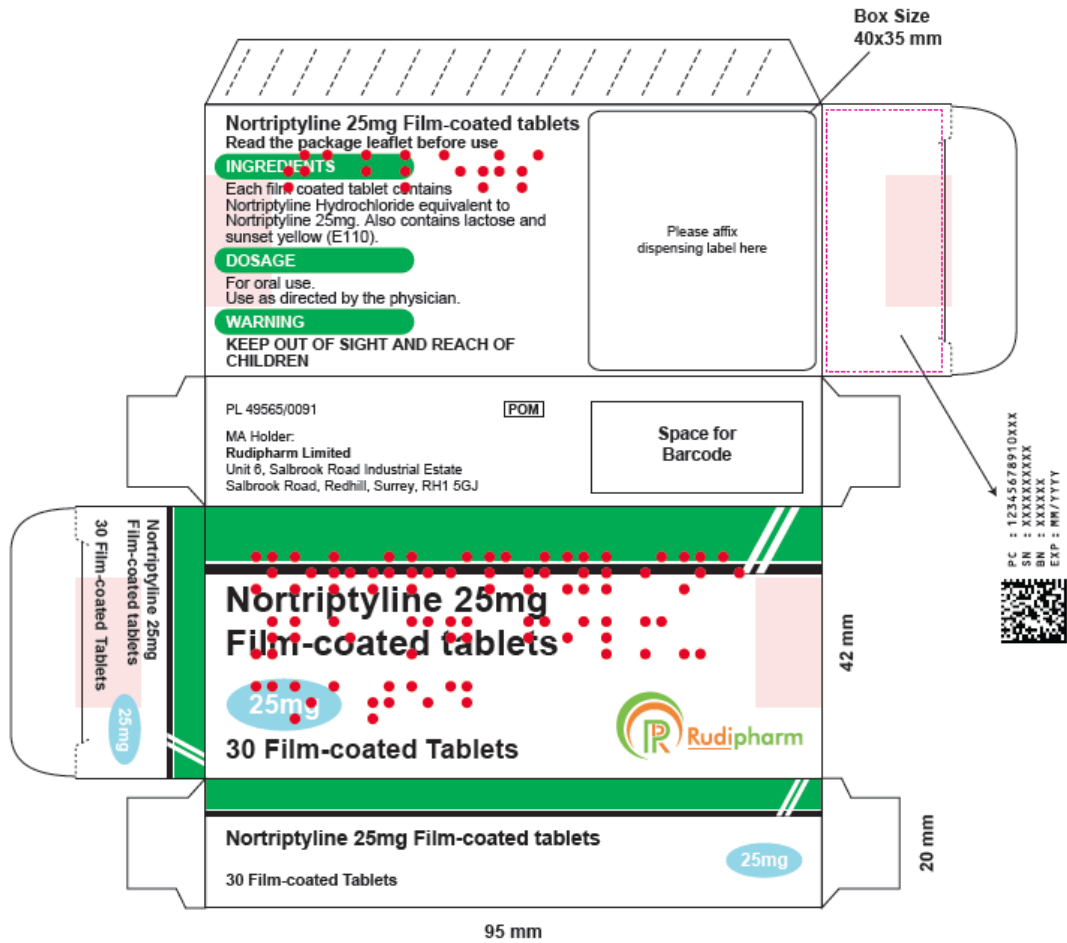 Box Size
40x35 mm
Nortriptyline 25mg Film-coated tablets
Read the package leaflet before use
INGREDIENTS
Each film coated tablet contains
Nortriptyline Hydrochloride equivalent to
Nortriptyline 25mg. Also contains lactose and
sunset yellow (E110).
DOSAGE
For oral use.
Use as directed by the physician.
WARNING
KEEP OUT OF SIGHT AND REACH OF
CHILDREN
Please affix
dispensing label here
PL 49565/0091
POM
MA Holder:
Rudipharm Limited
Unit 6, Salbrook Road Industrial Estate
Salbrook Road, Redhill, Surrey, RH1 5GJ
Space for
Barcode
PC : 12345678910XXX
SN : XXXXXXXXXX
BN : XXXXXX
EXP : MM/YYYY
Nortriptyline 25mg
Film-coated tablets
30 Film-coated Tablets
25mg
Nortriptyline 25mg
Film-coated tablets
25mg
30 Film-coated Tablets
Rudipharm
42 mm
Nortriptyline 25mg Film-coated tablets
30 Film-coated Tablets
25mg
20 mm
95 mm